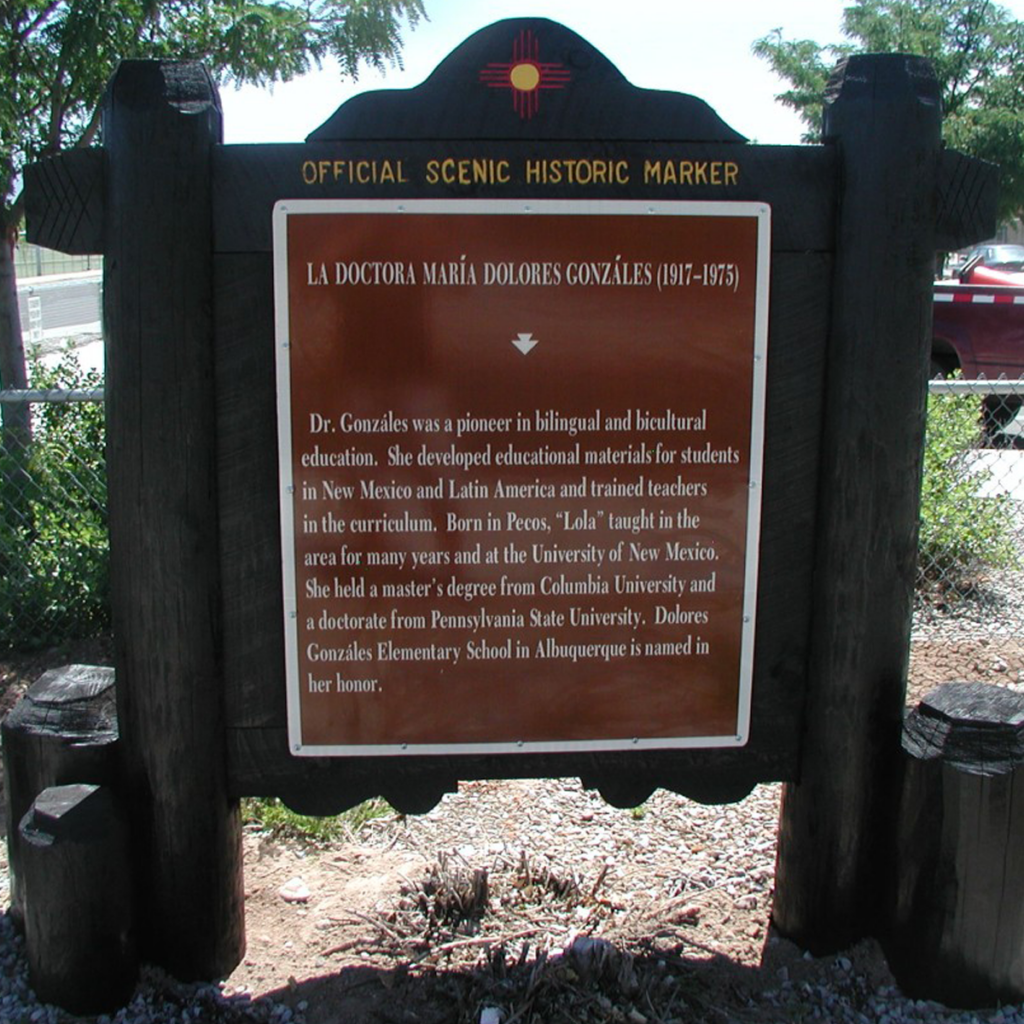 OFFICIAL SCENIC HISTORIC MARKER
LA DOCTORA MARÍA DOLORES GONZÁLES (1917-1975)
Dr. Gonzáles was a pioneer in bilingual and bicultural
education. She developed educational materials for students
in New Mexico and Latin America and trained teachers
in the curriculum. Born in Pecos, “Lola” taught in the
area for many years and at the University of New Mexico.
She held a master's degree from Columbia University and
a doctorate from Pennsylvania State University. Dolores
Gonzáles Elementary School in Albuquerque is named in
her honor.